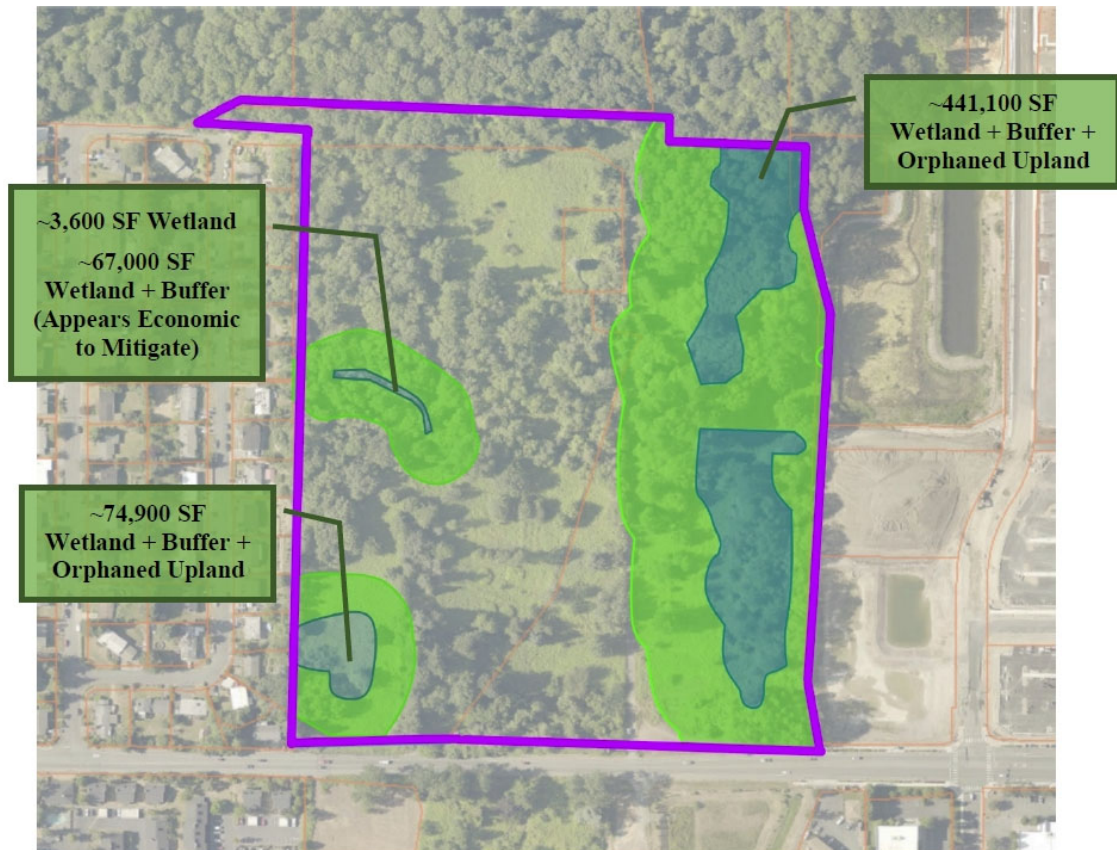 ~441,100 SF
Wetland + Buffer +
Orphaned Upland
~3,600 SF Wetland
~67,000 SF
Wetland + Buffer
(Appears Economic
to Mitigate)
~74,900 SF
Wetland + Buffer +
Orphaned Upland